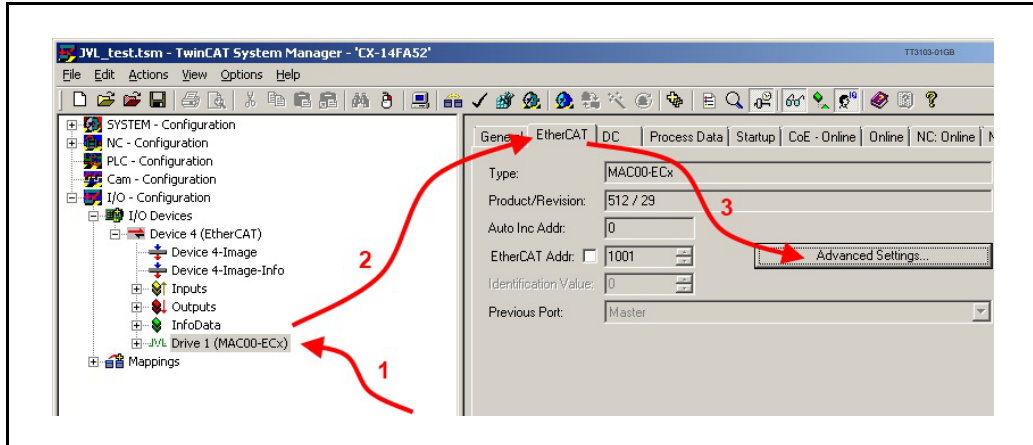 JVL_test.tsm - TwinCAT System Manager - 'CX-14FA52'
TT3103-01GB
File Edit Actions View Options Help
SYSTEM - Configuration
NC - Configuration
PLC - Configuration
Cam - Configuration
I/O - Configuration
I/O Devices
Device 4 (EtherCAT)
Device 4-Image
Device 4-Image-Info
Inputs
Outputs
InfoData
JVL Drive 1 (MAC00-ECx)
Mappings
1
2
General EtherCAT DC Process Data Startup CoE - Online Online NC: Online
Type: MAC00-ECx
Product/Revision: 512 / 29
3
Auto Inc Addr: 0
EtherCAT Addr: 1001 Advanced Settings...
Identification Value: 0
Previous Port: Master